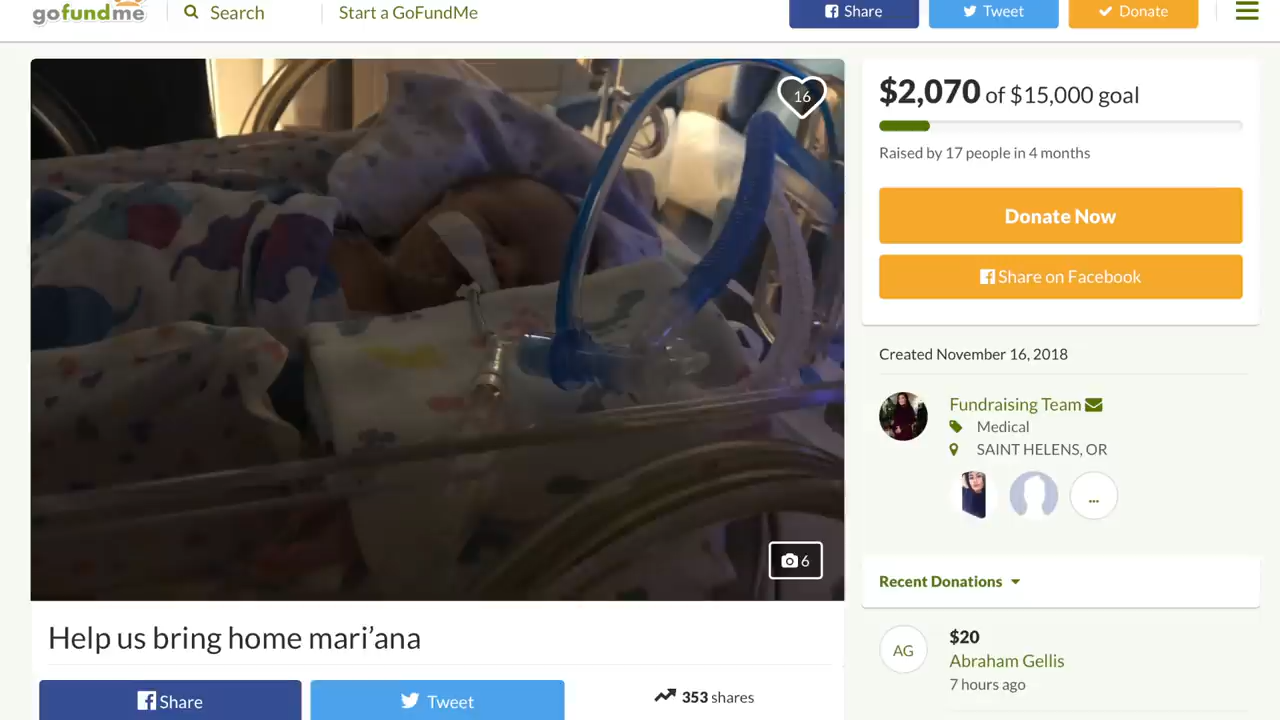 gofundme
Search
Start a GoFundMe
Share
Tweet
Donate
16
6
Help us bring home mari’ana
Share
Tweet
353 shares
$2,070 of $15,000 goal
Raised by 17 people in 4 months
Donate Now
Share on Facebook
Created November 16, 2018
Fundraising Team
Medical
SAINT HELENS, OR
...
Recent Donations
AG
$20
Abraham Gellis
7 hours ago